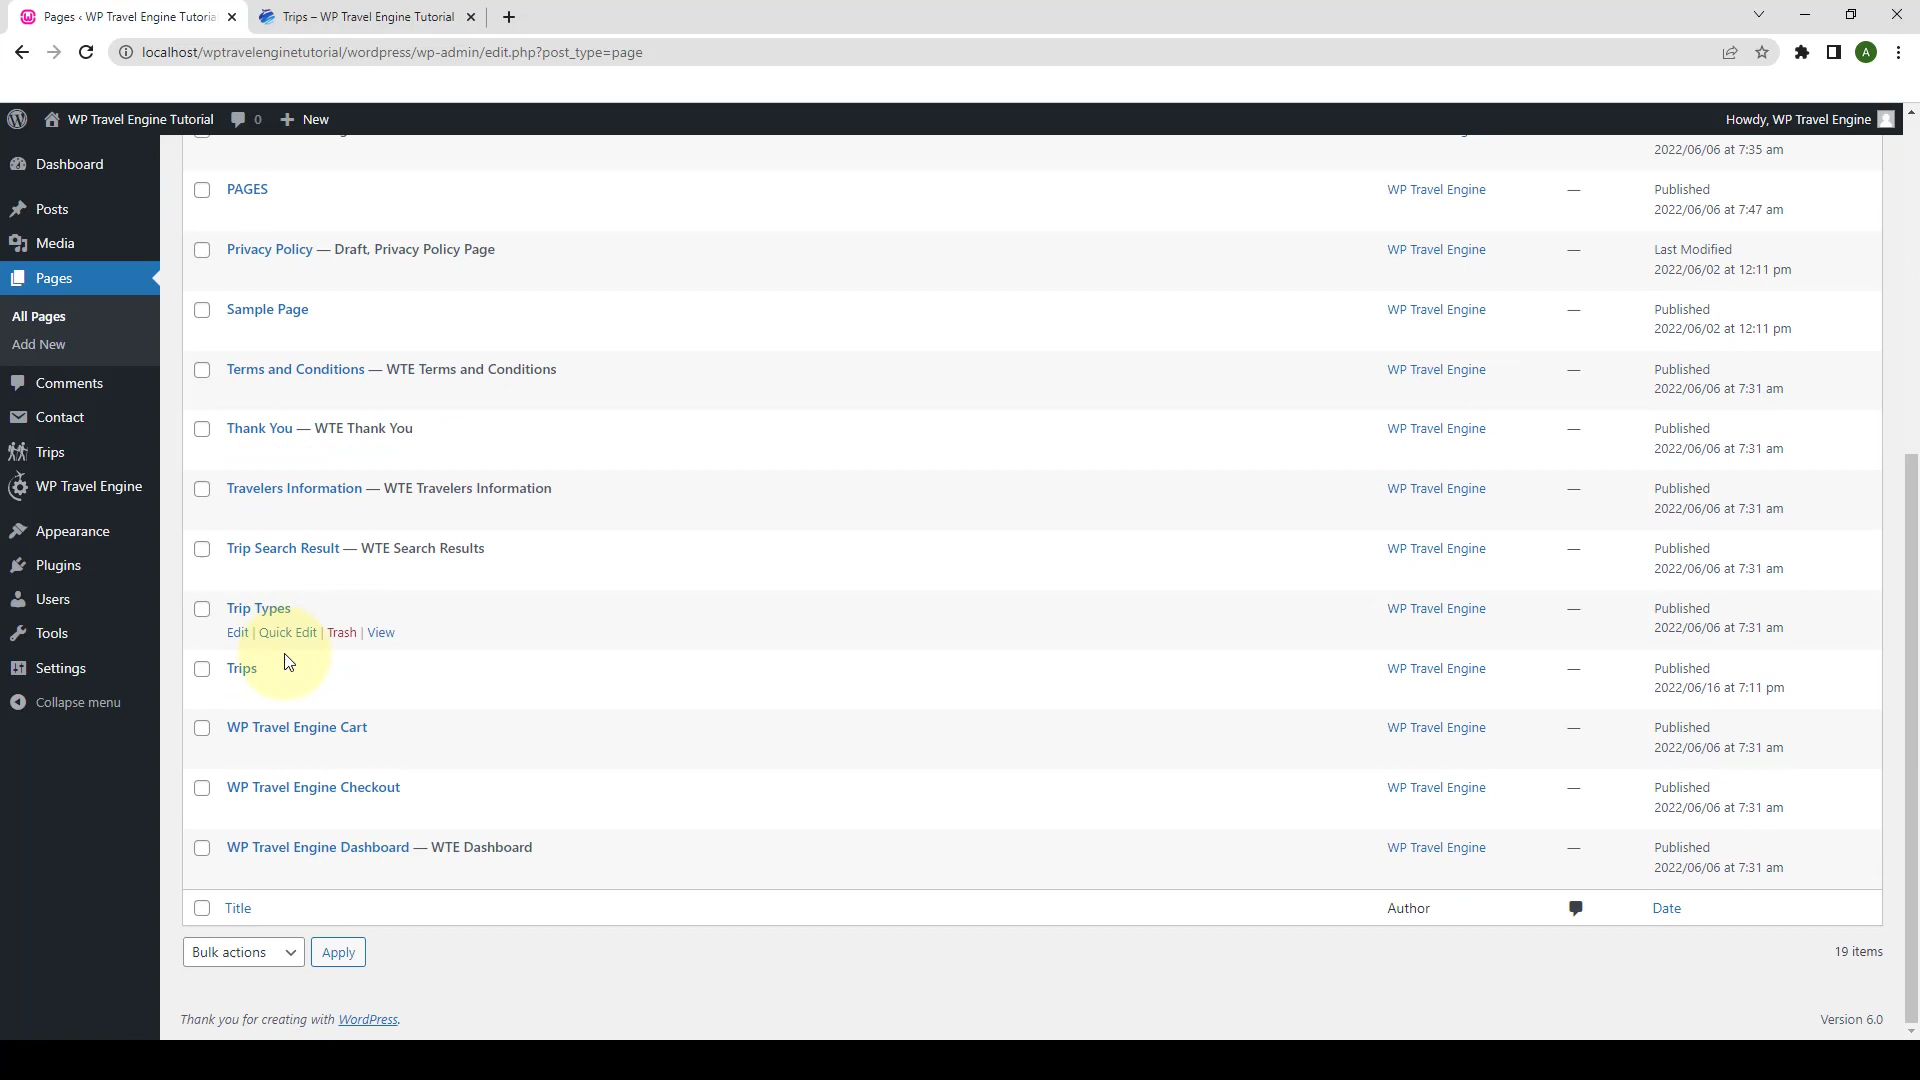 Pages ‹ WP Travel Engine Tutoria
Trips – WP Travel Engine Tutorial
localhost/wptravelenginetutorial/wordpress/wp-admin/edit.php?post_type=page
A
WP Travel Engine Tutorial
0
New
Howdy, WP Travel Engine
Dashboard
Posts
Media
Pages
All Pages
Add New
Comments
Contact
Trips
WP Travel Engine
Appearance
Plugins
Users
Tools
Settings
Collapse menu
2022/06/06 at 7:35 am
PAGES WP Travel Engine — Published
2022/06/06 at 7:47 am
Privacy Policy — Draft, Privacy Policy Page WP Travel Engine — Last Modified
2022/06/02 at 12:11 pm
Sample Page WP Travel Engine — Published
2022/06/02 at 12:11 pm
Terms and Conditions — WTE Terms and Conditions WP Travel Engine — Published
2022/06/06 at 7:31 am
Thank You — WTE Thank You WP Travel Engine — Published
2022/06/06 at 7:31 am
Travelers Information — WTE Travelers Information WP Travel Engine — Published
2022/06/06 at 7:31 am
Trip Search Result — WTE Search Results WP Travel Engine — Published
2022/06/06 at 7:31 am
Trip Types WP Travel Engine — Published
Edit | Quick Edit | Trash | View 2022/06/06 at 7:31 am
Trips WP Travel Engine — Published
2022/06/16 at 7:11 pm
WP Travel Engine Cart WP Travel Engine — Published
2022/06/06 at 7:31 am
WP Travel Engine Checkout WP Travel Engine — Published
2022/06/06 at 7:31 am
WP Travel Engine Dashboard — WTE Dashboard WP Travel Engine — Published
2022/06/06 at 7:31 am
Title Author Date
Bulk actions Apply 19 items
Thank you for creating with WordPress. Version 6.0